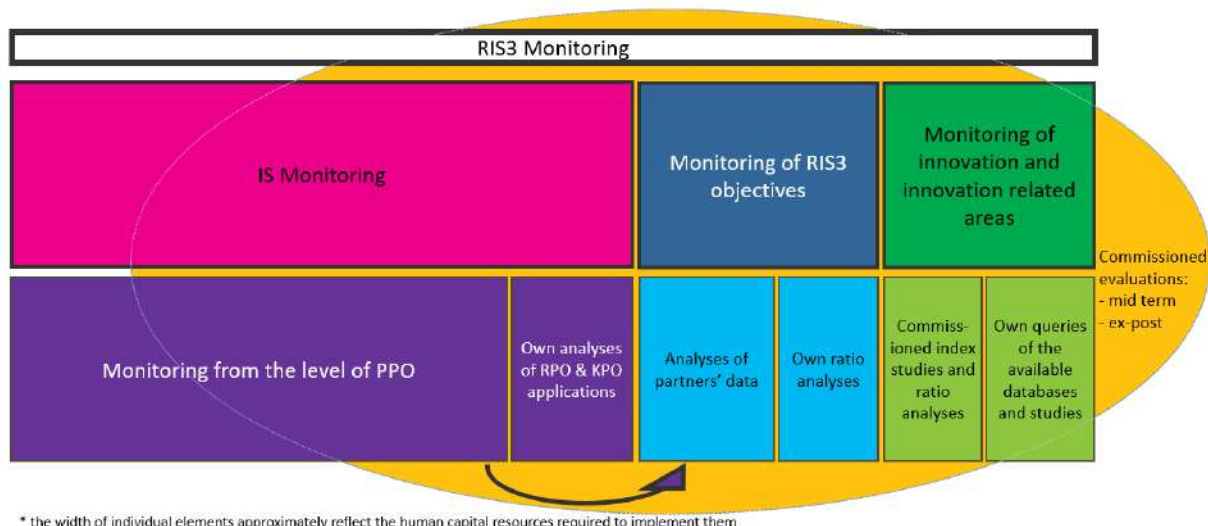 RIS3 Monitoring
IS Monitoring
Monitoring of RIS3
objectives
Monitoring of
innovation and
innovation related
areas
Commissioned
evaluations:
- mid term
- ex-post
Monitoring from the level of PPO
Own analyses
of RPO & KPO
applications
Analyses of
partners' data
Own ratio
analyses
Commiss-
ioned index
studies and
ratio
analyses
Own queries
of the
available
databases
and studies
* the width of individual elements approximately reflect the human capital resources required to implement them